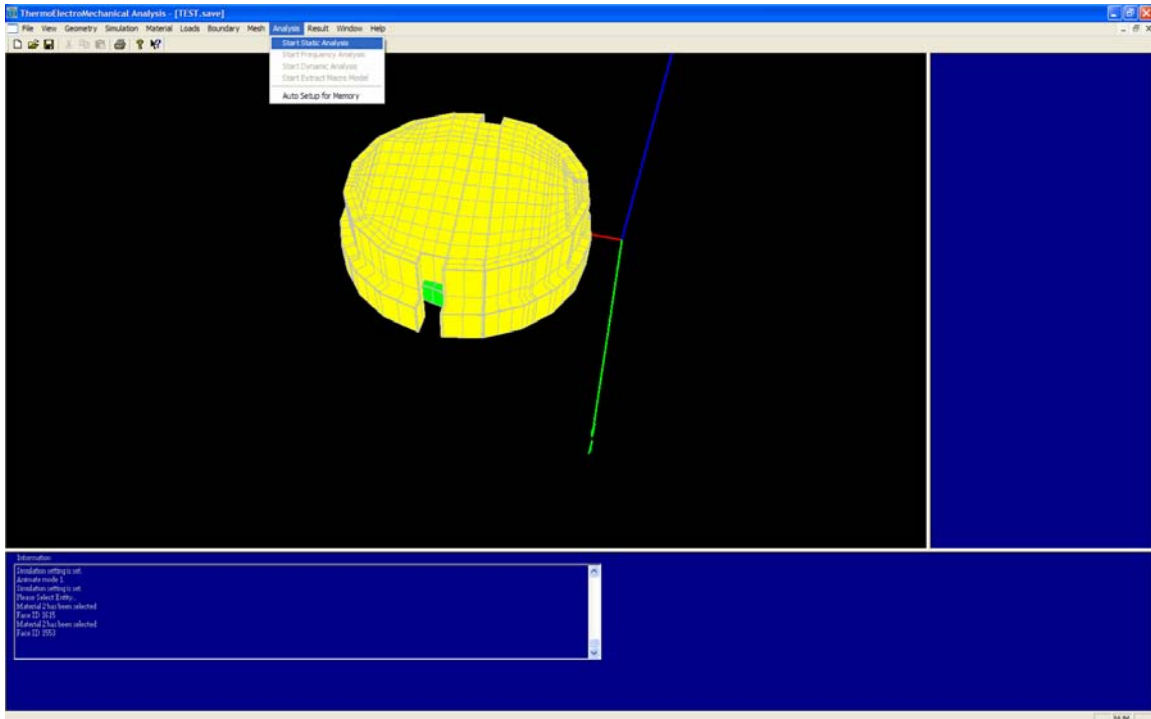 ThermoElectroMechanical Analysis - [TEST.save]
File View Geometry Simulation Material Loads Boundary Mesh Analysis Result Window Help
Start Static Analysis
Start Frequency Analysis
Start Dynamic Analysis
Start Extract Macro Model
Auto Setup for Memory
Information
Simulation setting is set.
Animate mode 1.
Simulation setting is set.
Please Select Entity...
Material 2 has been selected
Face ID 1615
Material 2 has been selected
Face ID 1953